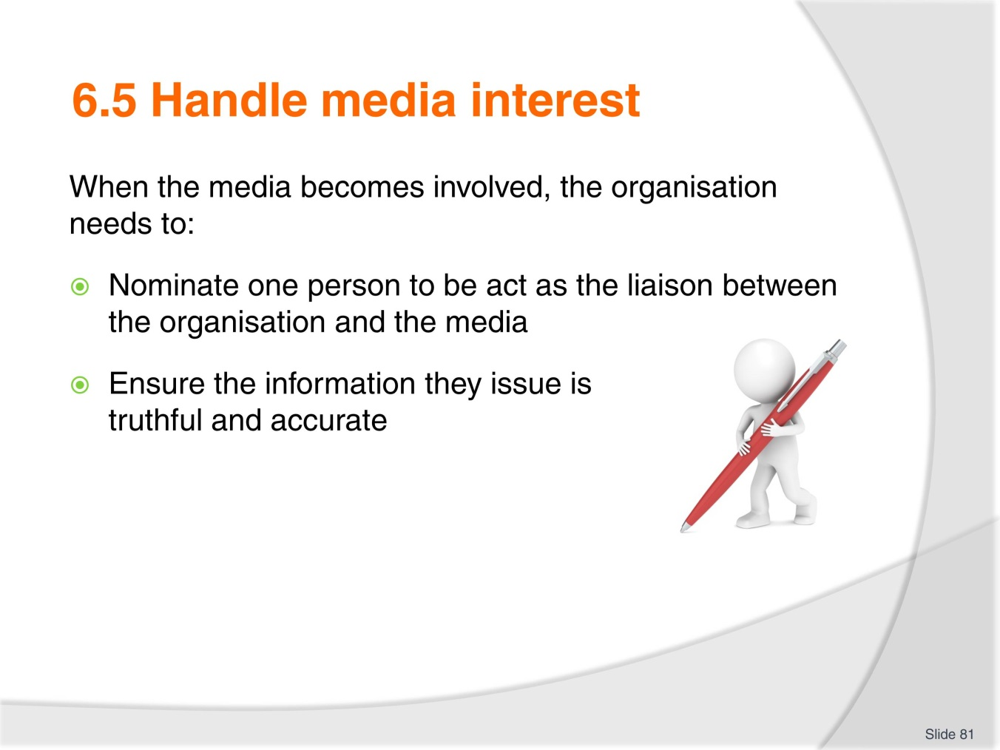 6.5 Handle media interest
When the media becomes involved, the organisation
needs to:
Nominate one person to be act as the liaison between
the organisation and the media
Ensure the information they issue is
truthful and accurate
Slide 81